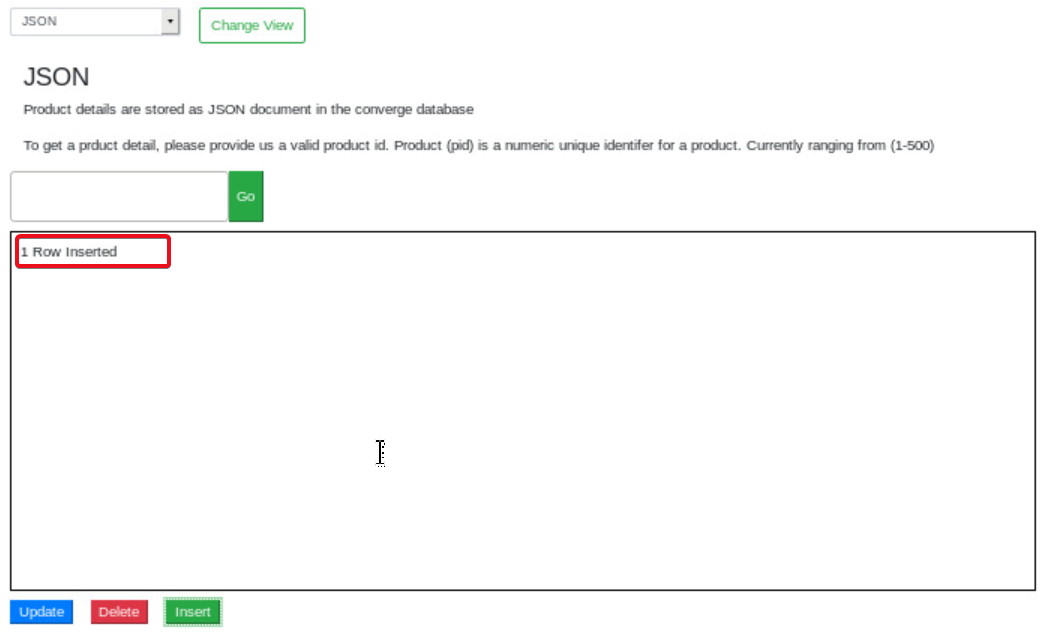 JSON
Change View
JSON
Product details are stored as JSON document in the converge database
To get a prduct detail, please provide us a valid product id. Product (pid) is a numeric unique identifer for a product. Currently ranging from (1-500)
Go
1 Row Inserted
Update Delete Insert